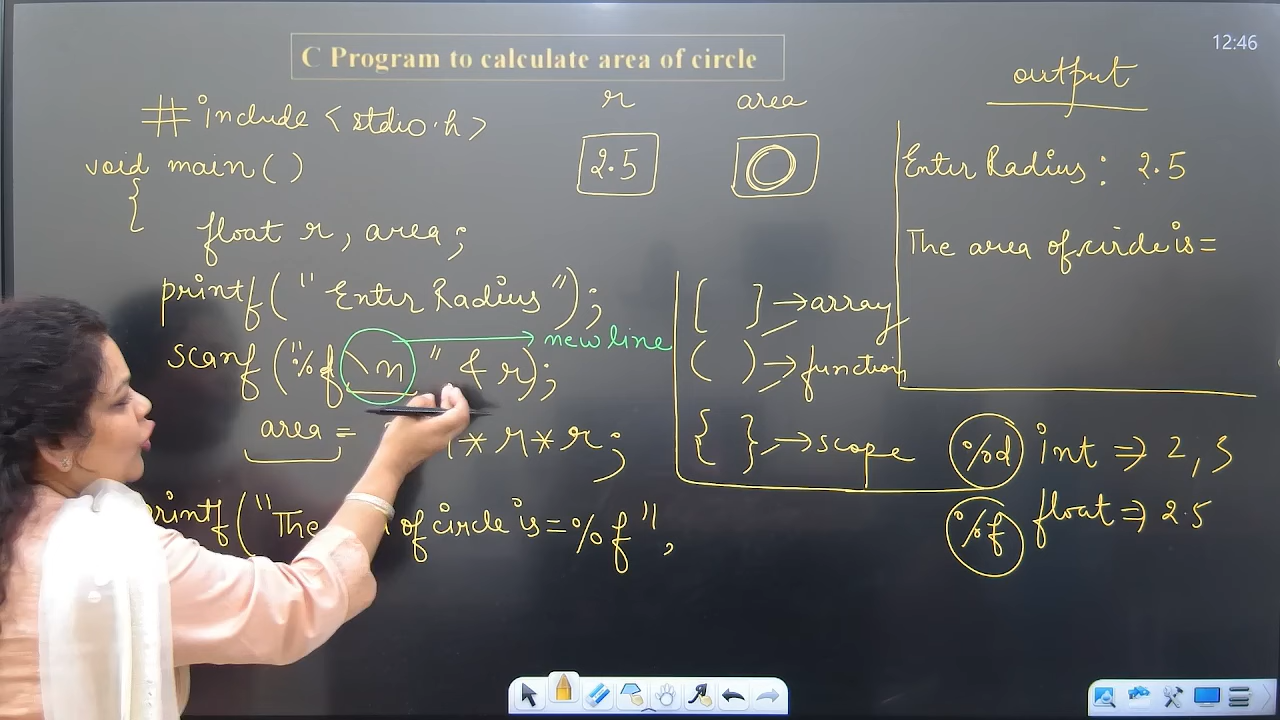 12:46
C Program to calculate area of circle
output
# include <stdio.h>
r
area
void main()
2.5
O
Enter Radius : 2.5
{
float r, area;
The area of circle is =
printf(" Enter Radius");
[ ] → array
new line
scanf ("%f \n " & r);
( ) → function
area =
* r * r;
{ } → scope
%d int ⇒ 2, 5
printf("The
of circle is = %f",
%f float ⇒ 2.5